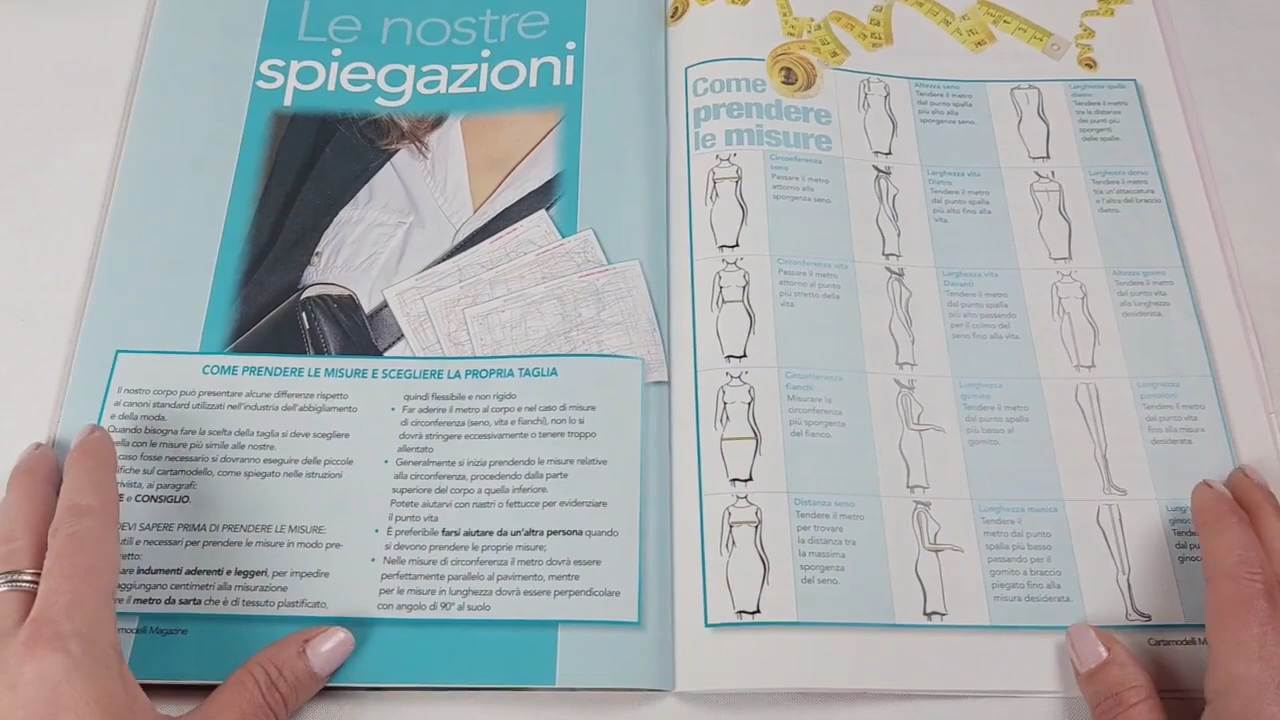 Le nostre
spiegazioni
COME PRENDERE LE MISURE E SCEGLIERE LA PROPRIA TAGLIA
Il nostro corpo può presentare alcune differenze rispetto
ai canoni standard utilizzati nell'industria dell'abbigliamento
e della moda.
Quando bisogna fare la scelta della taglia si deve scegliere
con le misure più simile alle nostre.
caso fosse necessario si dovranno eseguire delle piccole
ifiche sul cartamodello, come spiegato nelle istruzioni
rivista, ai paragrafi:
E e CONSIGLIO.
DEVI SAPERE PRIMA DI PRENDERE LE MISURE:
utili e necessari per prendere le misure in modo pre-
retto:
are indumenti aderenti e leggeri, per impedire
aggiungano centimetri alla misurazione
re il metro da sarta che è di tessuto plastificato,
quindi flessibile e non rigido
• Far aderire il metro al corpo e nel caso di misure
di circonferenza (seno, vita e fianchi), non lo si
dovrà stringere eccessivamente o tenere troppo
allentato
• Generalmente si inizia prendendo le misure relative
alla circonferenza, procedendo dalla parte
superiore del corpo a quella inferiore.
Potete aiutarvi con nastri o fettucce per evidenziare
il punto vita
• È preferibile farsi aiutare da un'altra persona quando
si devono prendere le proprie misure;
• Nelle misure di circonferenza il metro dovrà essere
perfettamente parallelo al pavimento, mentre
per le misure in lunghezza dovrà essere perpendicolare
con angolo di 90° al suolo
modelli Magazine
Come
prendere
le misure
Circonferenza
seno
Passare il metro
attorno alla
sporgenza seno.
Circonferenza vita
Passare il metro
attorno al punto
più stretto della
vita.
Circonferenza
fianchi
Misurare la
circonferenza
più sporgente
del fianco.
Distanza seno
Tendere il metro
per trovare
la distanza tra
la massima
sporgenza
del seno.
Altezza seno
Tendere il metro
dal punto spalla
più alto alla
sporgenza seno.
Larghezza vita
Dietro
Tendere il metro
dal punto spalla
più alto fino alla
vita.
Larghezza vita
Davanti
Tendere il metro
dal punto spalla
più alto passando
per il colmo del
seno fino alla vita.
Lunghezza
gomito
Tendere il metro
dal punto spalla
più basso al
gomito.
Lunghezza manica
Tendere il
metro dal punto
spalla più basso
passando per il
gomito a braccio
piegato fino alla
misura desiderata.
Larghezza spalle
dietro
Tendere il metro
tra la distanza
dei punti più
sporgenti
delle spalle.
Larghezza dorso
Tendere il metro
tra un'attaccatura
e l'altra del braccio
dietro.
Altezza gonna
Tendere il metro
dal punto vita
alla lunghezza
desiderata.
Lunghezza
pantaloni
Tendere il metro
dal punto vita
fino alla misura
desiderata.
Lungh
ginoc
Tende
dal pu
ginoc
Cartamodelli M